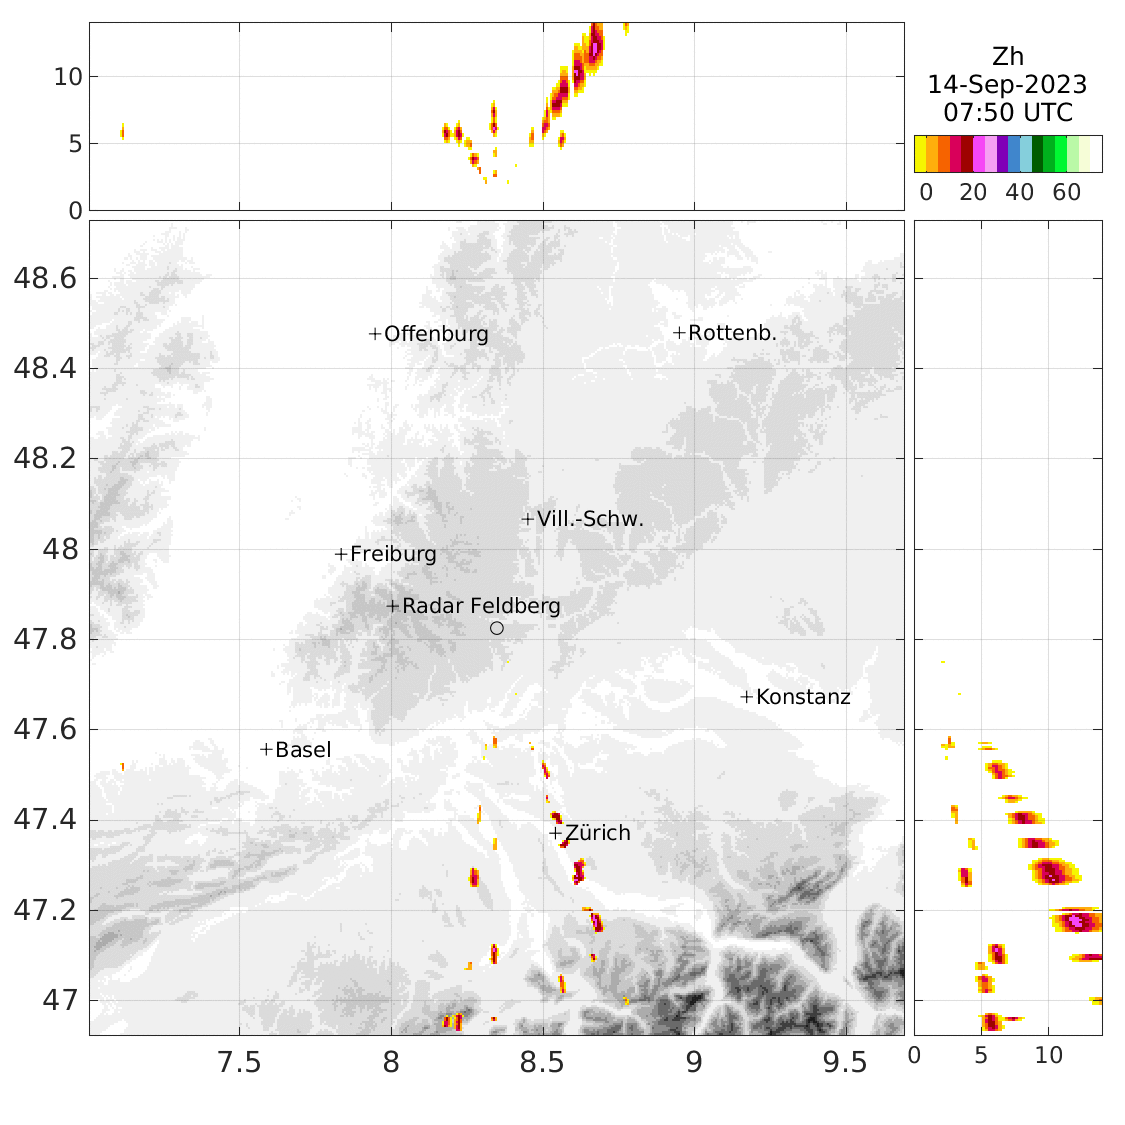 10
5
0
Zh
14-Sep-2023
07:50 UTC
0 20 40 60
48.6
48.4
48.2
48
47.8
47.6
47.4
47.2
47
Offenburg
Rottenb.
Vill.-Schw.
Freiburg
Radar Feldberg
Konstanz
Basel
Zürich
7.5 8 8.5 9 9.5
0 5 10